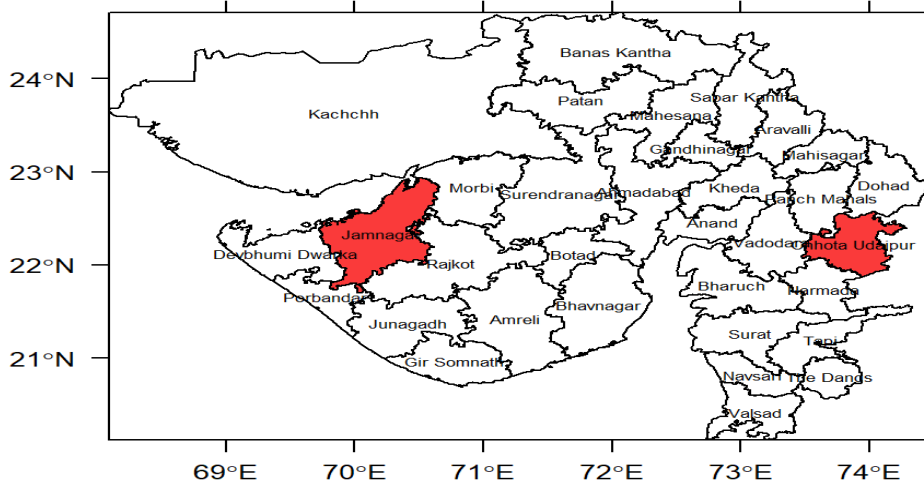 Banas Kantha
24°N
Patan
Sabar Kantha
Kachchh
Mahesana
Aravalli
Gandhinagar
Mahisagar
23°N
Morbi
Surendranagar
Ahmadabad
Kheda
Dohad
Panch Mahals
Anand
Jamnagar
Vadodara
Chhota Udaipur
Devbhumi Dwarka
Botad
22°N
Rajkot
Bharuch
Narmada
Porbandar
Bhavnagar
Junagadh
Amreli
Surat
Tapi
21°N
Gir Somnath
Navsari
The Dangs
Valsad
69°E
70°E
71°E
72°E
73°E
74°E